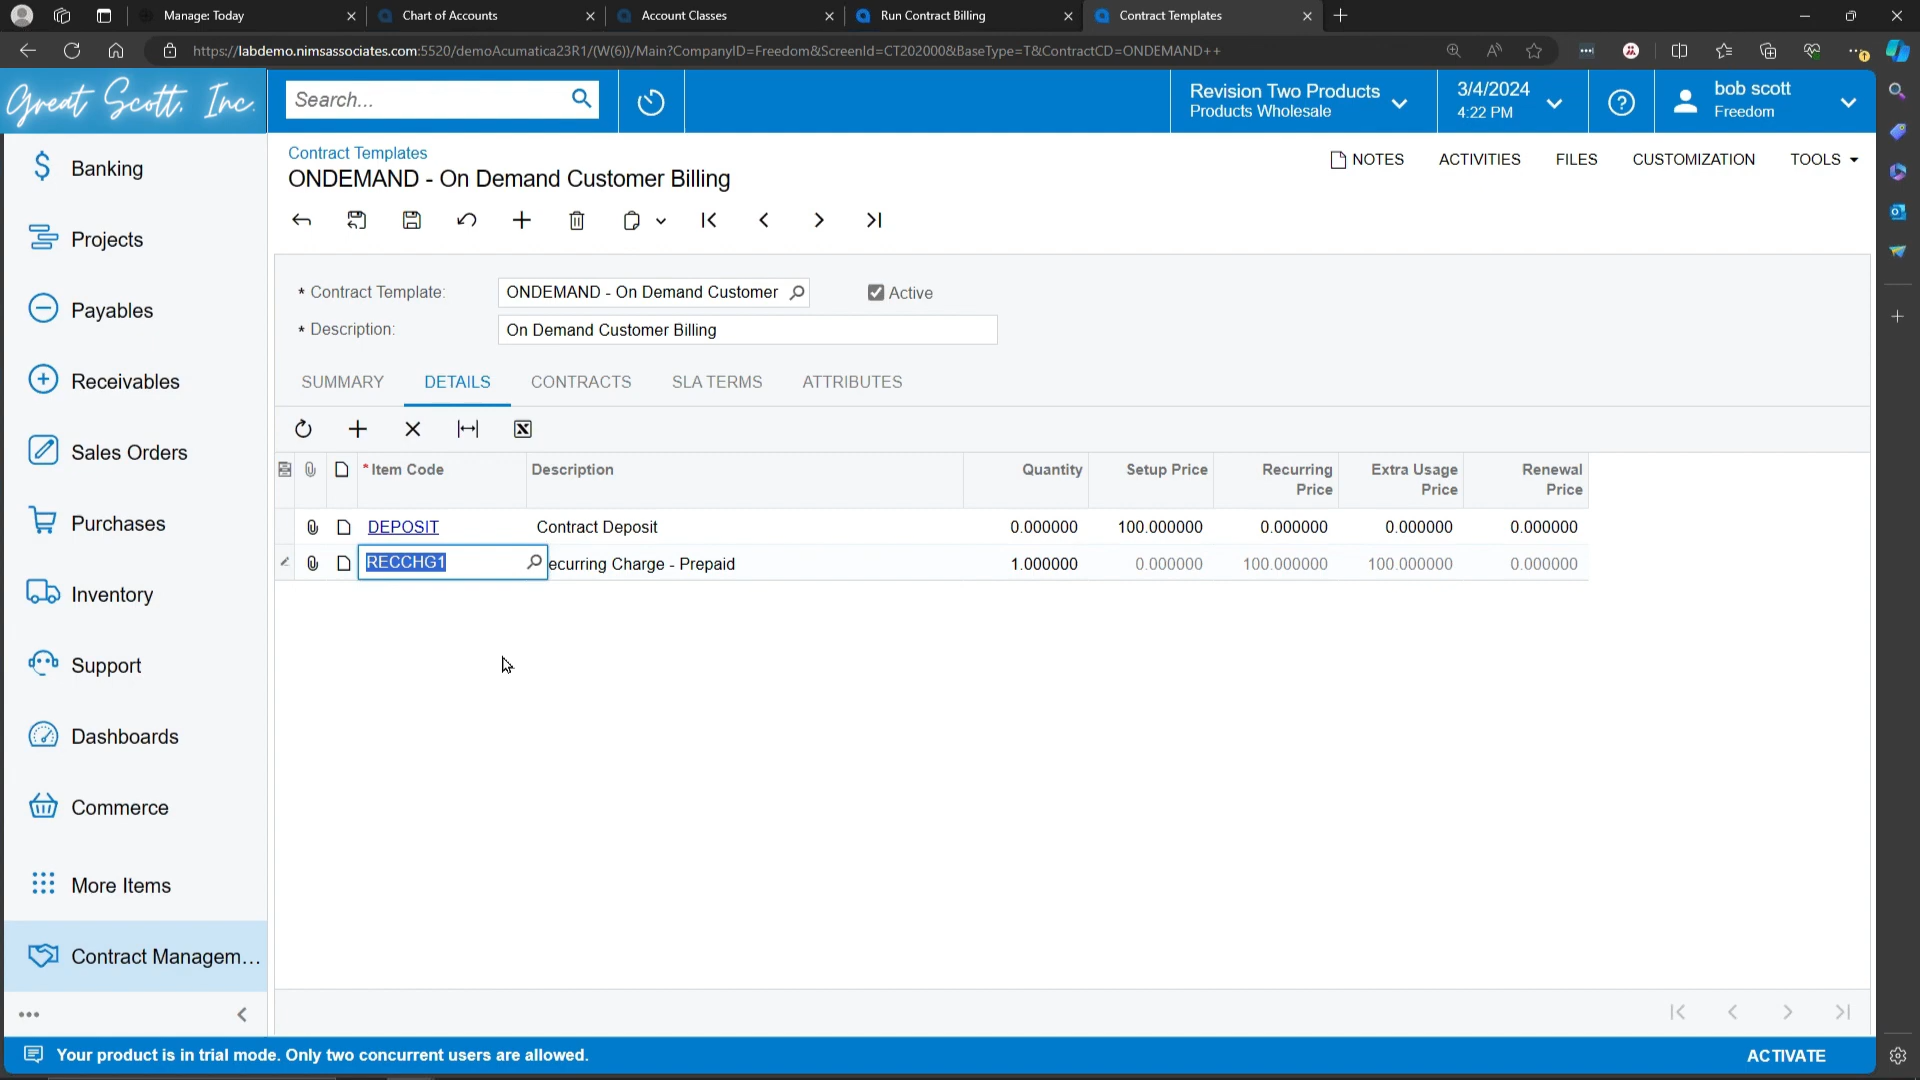 Manage: Today
Chart of Accounts
Account Classes
Run Contract Billing
Contract Templates
https://labdemo.nimsassociates.com:5520/demoAcumatica23R1/(W(6))/Main?CompanyID=Freedom&ScreenId=CT202000&BaseType=T&ContractCD=ONDEMAND++
Great Scott, Inc.
Search...
Revision Two Products
Products Wholesale
3/4/2024
4:22 PM
bob scott
Freedom
Banking
Projects
Payables
Receivables
Sales Orders
Purchases
Inventory
Support
Dashboards
Commerce
More Items
Contract Managem...
Contract Templates
ONDEMAND - On Demand Customer Billing
NOTES ACTIVITIES FILES CUSTOMIZATION TOOLS
* Contract Template: ONDEMAND - On Demand Customer Active
* Description: On Demand Customer Billing
SUMMARY DETAILS CONTRACTS SLA TERMS ATTRIBUTES
* Item Code Description Quantity Setup Price Recurring Price Extra Usage Price Renewal Price
DEPOSIT Contract Deposit 0.000000 100.000000 0.000000 0.000000 0.000000
RECCHG1 ecurring Charge - Prepaid 1.000000 0.000000 100.000000 100.000000 0.000000
Your product is in trial mode. Only two concurrent users are allowed. ACTIVATE